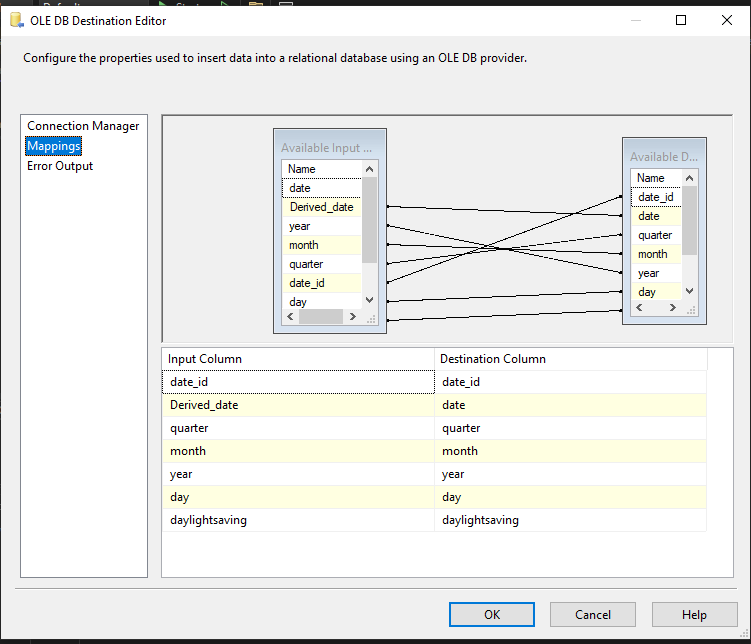 OLE DB Destination Editor
Configure the properties used to insert data into a relational database using an OLE DB provider.
Connection Manager
Mappings
Error Output
Available Input ...
Name
date
Derived_date
year
month
quarter
date_id
day
Available D...
Name
date_id
date
quarter
month
year
day
Input Column Destination Column
date_id date_id
Derived_date date
quarter quarter
month month
year year
day day
daylightsaving daylightsaving
OK Cancel Help